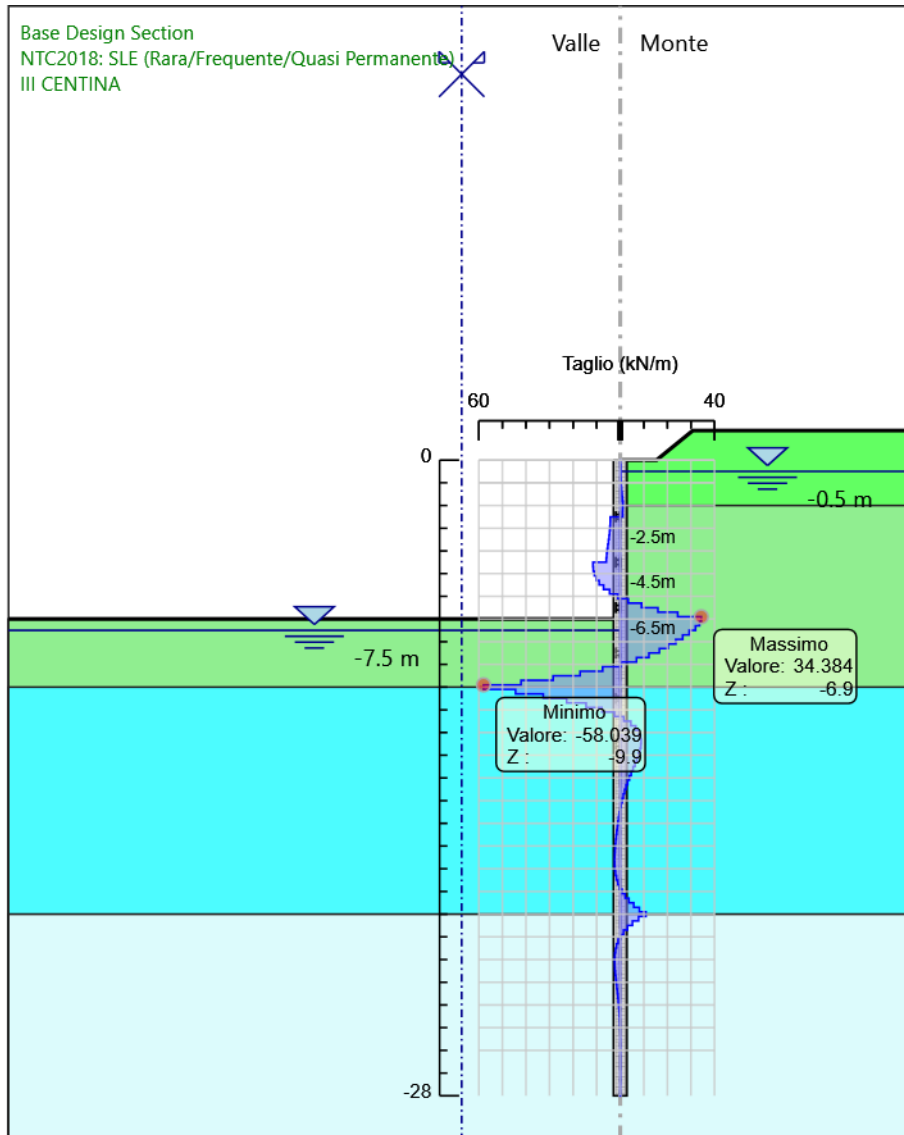 Base Design Section
NTC2018: SLE (Rara/Frequente/Quasi Permanente)
III CENTINA
Valle
Monte
Taglio (kN/m)
60
40
0
-0.5 m
-2.5m
-4.5m
-6.5m
-7.5 m
Massimo
Valore: 34.384
Z : -6.9
Minimo
Valore: -58.039
Z : -9.9
-28